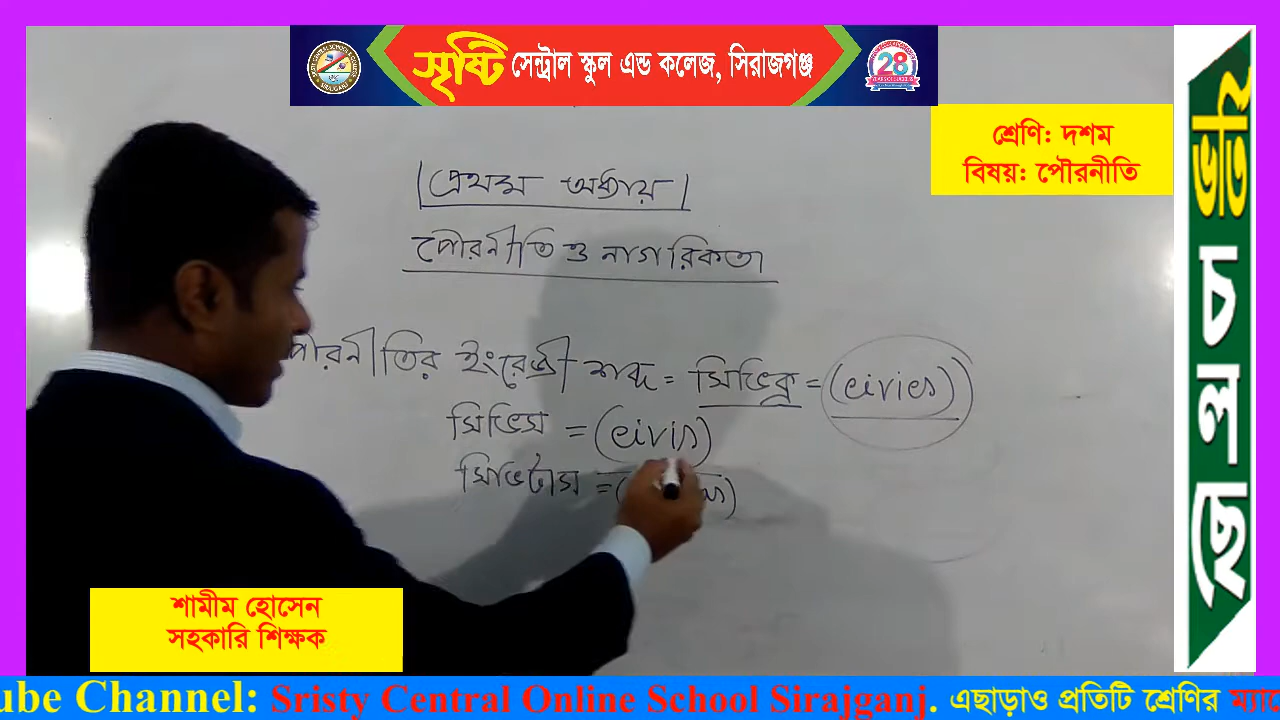 সৃষ্টি সেন্ট্রাল স্কুল এন্ড কলেজ, সিরাজগঞ্জ
28
শ্রেণি: দশম
বিষয়: পৌরনীতি
ভর্তি চলছে
প্রথম অধ্যায়
পৌরনীতি ও নাগরিকতা
পৌরনীতির ইংরেজী শব্দ = সিভিক্স = (civics)
সিভিস = (civis)
সিভিটাস =
শামীম হোসেন
সহকারি শিক্ষক
ube Channel: Sristy Central Online School Sirajganj. এছাড়াও প্রতিটি শ্রেণির